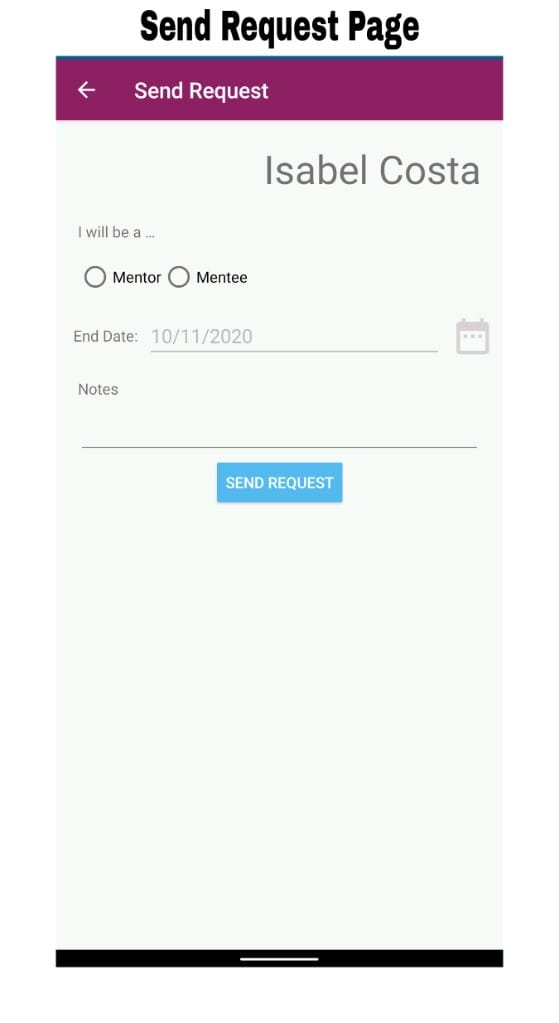 Send Request Page
Send Request
Isabel Costa
I will be a ...
Mentor Mentee
End Date: 10/11/2020
Notes
SEND REQUEST